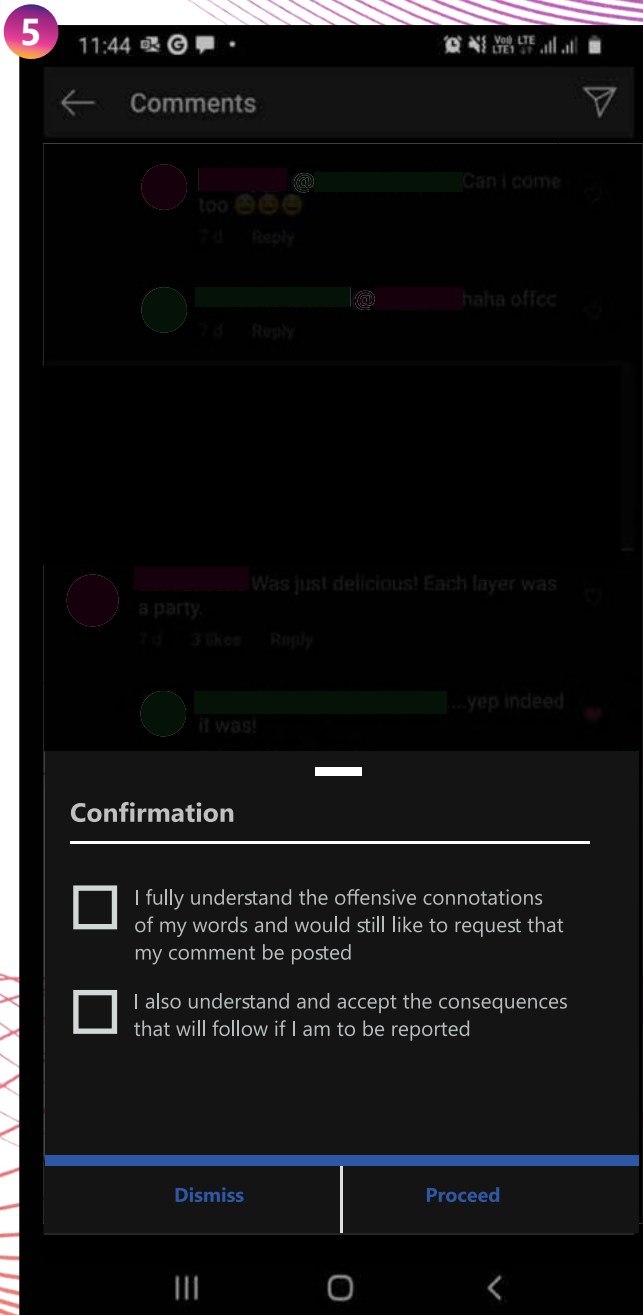 5
11:44 G
Vo)) LTE
LTE1
Comments
@ Can i come
too
7 d Reply
@ haha offcc
7 d Reply
Was just delicious! Each layer was
a party.
7 d 3 likes Reply
....yep indeed
it was!
Confirmation
I fully understand the offensive connotations
of my words and would still like to request that
my comment be posted
I also understand and accept the consequences
that will follow if I am to be reported
Dismiss Proceed